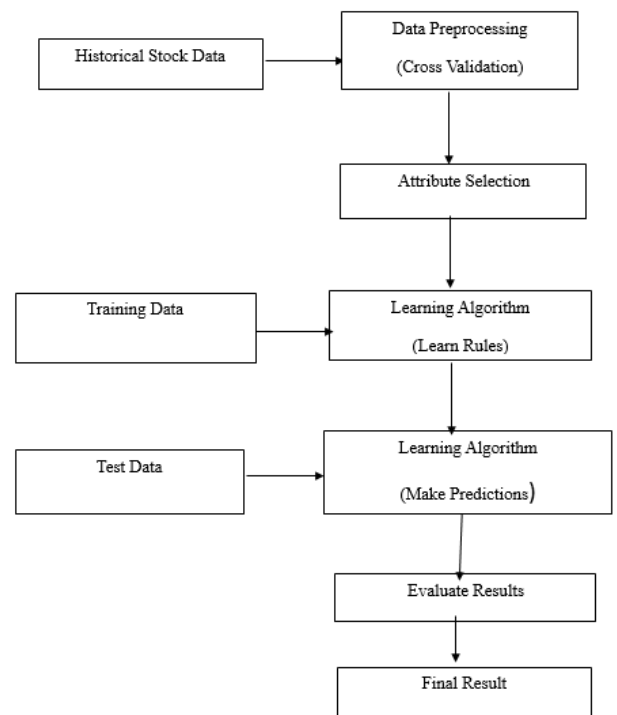 Historical Stock Data
Data Preprocessing
(Cross Validation)
Attribute Selection
Training Data
Learning Algorithm
(Learn Rules)
Test Data
Learning Algorithm
(Make Predictions)
Evaluate Results
Final Result